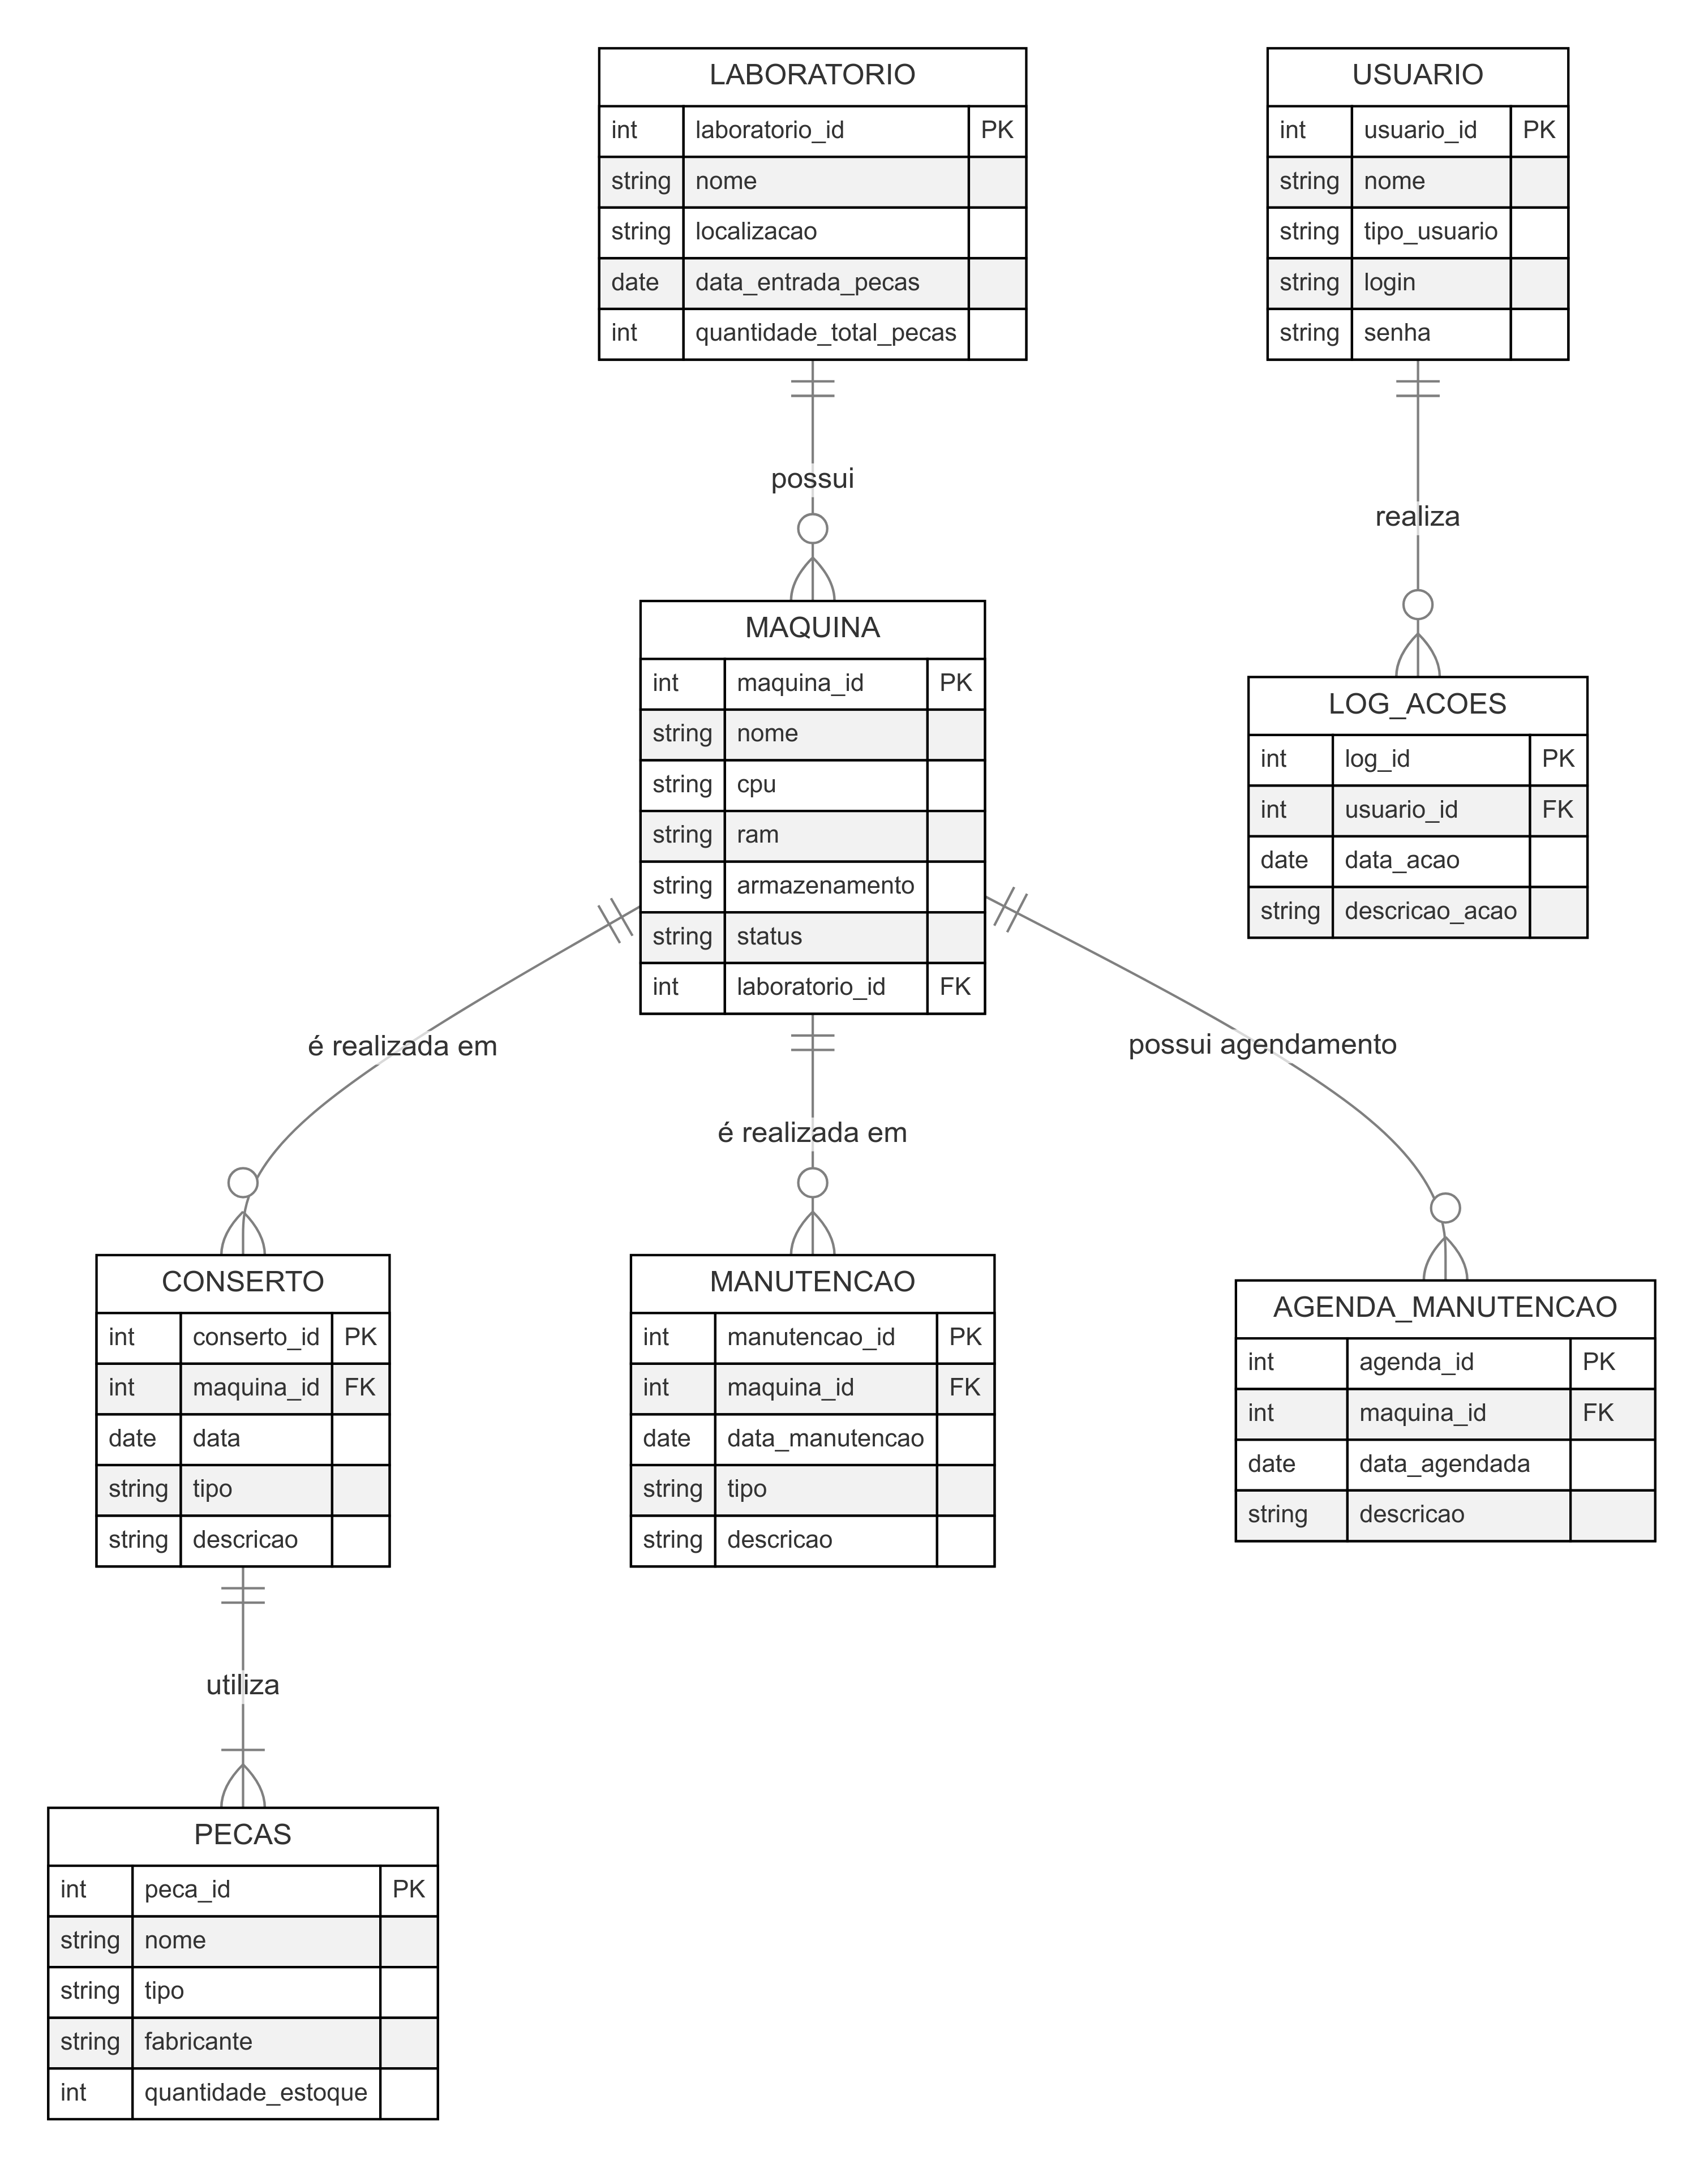 LABORATORIO
int laboratorio_id PK
string nome
string localizacao
date data_entrada_pecas
int quantidade_total_pecas
USUARIO
int usuario_id PK
string nome
string tipo_usuario
string login
string senha
possui
realiza
MAQUINA
int maquina_id PK
string nome
string cpu
string ram
string armazenamento
string status
int laboratorio_id FK
LOG_ACOES
int log_id PK
int usuario_id FK
date data_acao
string descricao_acao
é realizada em
é realizada em
possui agendamento
CONSERTO
int conserto_id PK
int maquina_id FK
date data
string tipo
string descricao
MANUTENCAO
int manutencao_id PK
int maquina_id FK
date data_manutencao
string tipo
string descricao
AGENDA_MANUTENCAO
int agenda_id PK
int maquina_id FK
date data_agendada
string descricao
utiliza
PECAS
int peca_id PK
string nome
string tipo
string fabricante
int quantidade_estoque